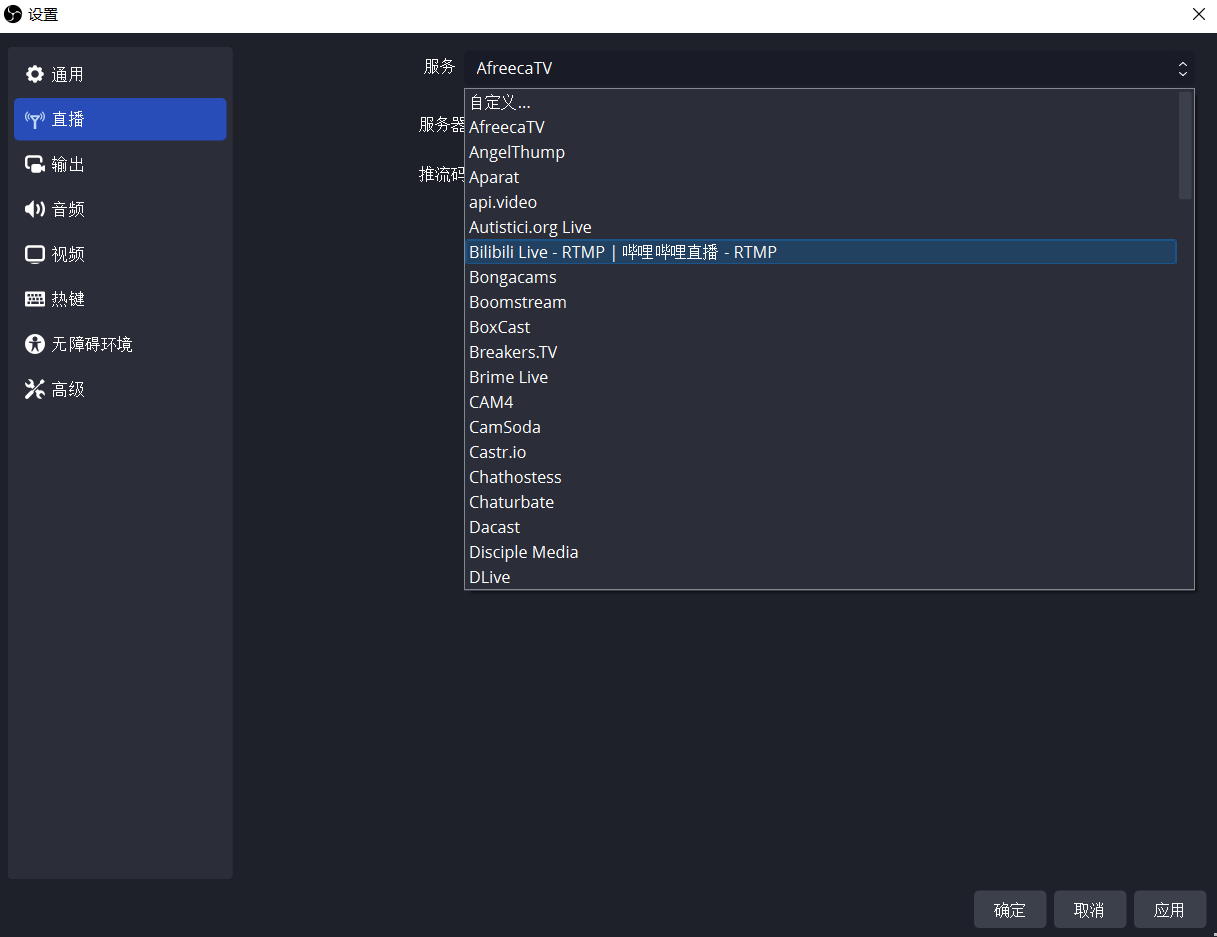 设置
通用
直播
输出
音频
视频
热键
无障碍环境
高级
服务 AfreecaTV
服务器
推流码
自定义...
AfreecaTV
AngelThump
Aparat
api.video
Autistici.org Live
Bilibili Live - RTMP | 哔哩哔哩直播 - RTMP
Bongacams
Boomstream
BoxCast
Breakers.TV
Brime Live
CAM4
CamSoda
Castr.io
Chathostess
Chaturbate
Dacast
Disciple Media
DLive
确定 取消 应用